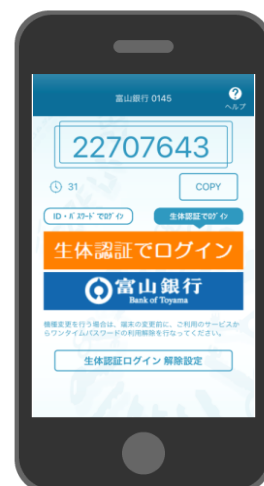 富山銀行 0145
?
ヘルプ
22707643
31
COPY
ID・パスワードでログイン
生体認証でログイン
生体認証でログイン
富山銀行
Bank of Toyama
機種変更を行う場合は、端末の変更前に、ご利用のサービスか
らワンタイムパスワードの利用解除を行なってください。
生体認証ログイン 解除設定